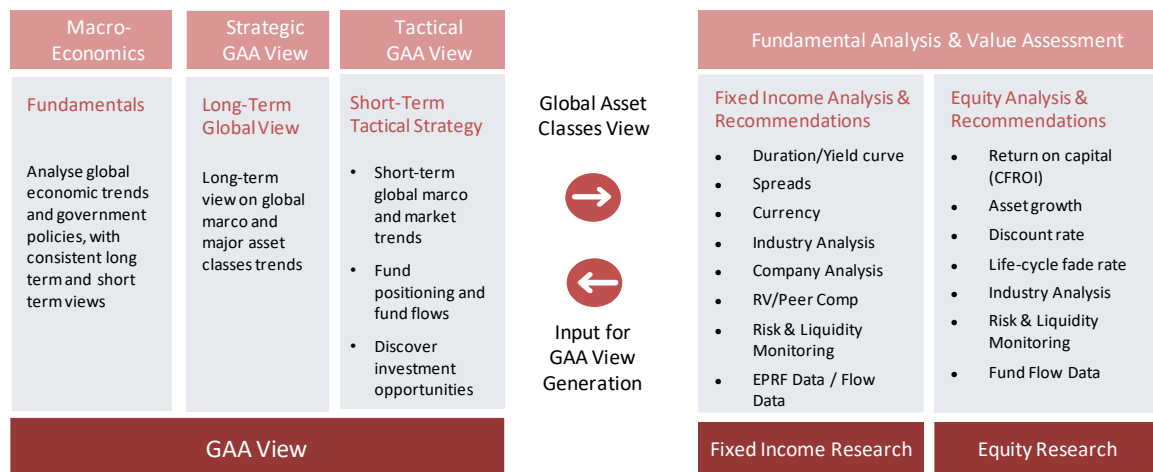 Macro-
Economics
Fundamentals
Analyse global
economic trends
and government
policies, with
consistent long
term and short
term views
Strategic
GAA View
Long-Term
Global View
Long-term
view on global
marco and
major asset
classes trends
Tactical
GAA View
Short-Term
Tactical Strategy
• Short-term
global marco
and market
trends
• Fund
positioning and
fund flows
• Discover
investment
opportunities
GAA View
Global Asset
Classes View
Input for
GAA View
Generation
Fundamental Analysis & Value Assessment
Fixed Income Analysis &
Recommendations
• Duration/Yield curve
• Spreads
• Currency
• Industry Analysis
• Company Analysis
• RV/Peer Comp
• Risk & Liquidity
Monitoring
• EPRF Data / Flow
Data
Fixed Income Research
Equity Analysis &
Recommendations
• Return on capital
(CFROI)
• Asset growth
• Discount rate
• Life-cycle fade rate
• Industry Analysis
• Risk & Liquidity
Monitoring
• Fund Flow Data
Equity Research